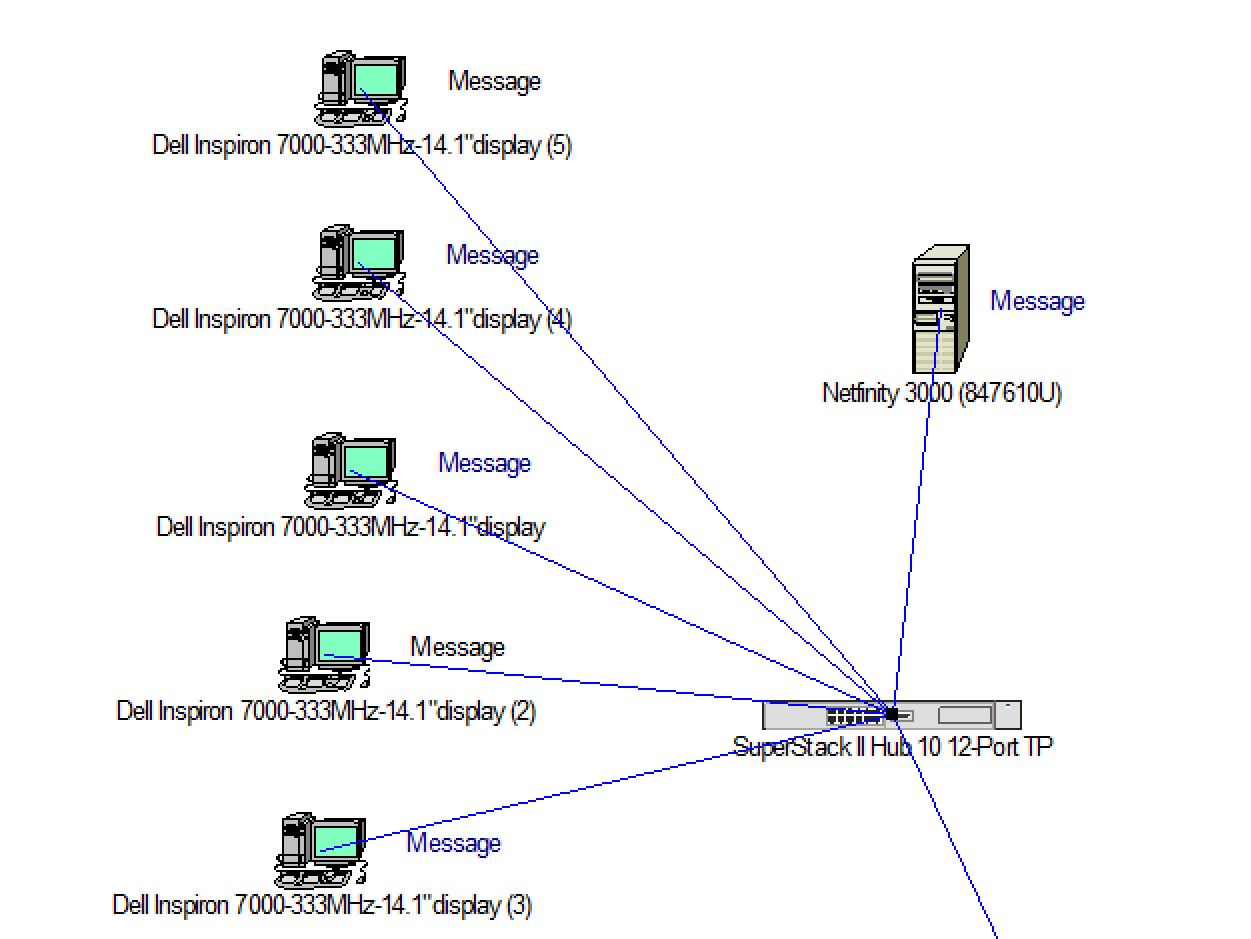 Message
Dell Inspiron 7000-333MHz-14.1"display (5)
Message
Dell Inspiron 7000-333MHz-14.1"display (4)
Message
Netfinity 3000 (847610U)
Message
Dell Inspiron 7000-333MHz-14.1"display
Message
Dell Inspiron 7000-333MHz-14.1"display (2)
SuperStack II Hub 10 12-Port TP
Message
Dell Inspiron 7000-333MHz-14.1"display (3)